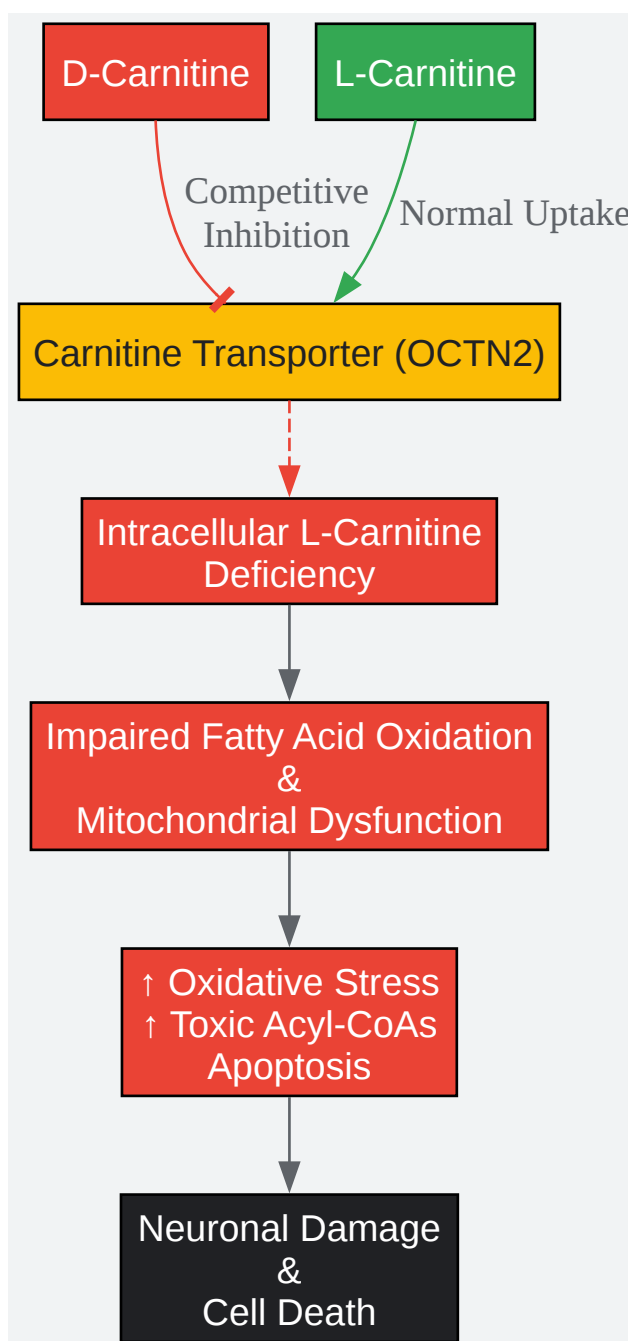 D-Carnitine
L-Carnitine
Competitive
Inhibition
Normal Uptake
Carnitine Transporter (OCTN2)
Intracellular L-Carnitine
Deficiency
Impaired Fatty Acid Oxidation
&
Mitochondrial Dysfunction
↑ Oxidative Stress
↑ Toxic Acyl-CoAs
Apoptosis
Neuronal Damage
&
Cell Death